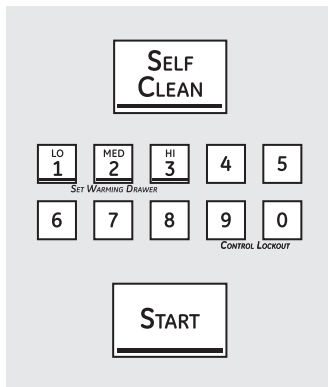 SELF
CLEAN
LO MED HI
1 2 3 4 5
SET WARMING DRAWER
6 7 8 9 0
CONTROL LOCKOUT
START